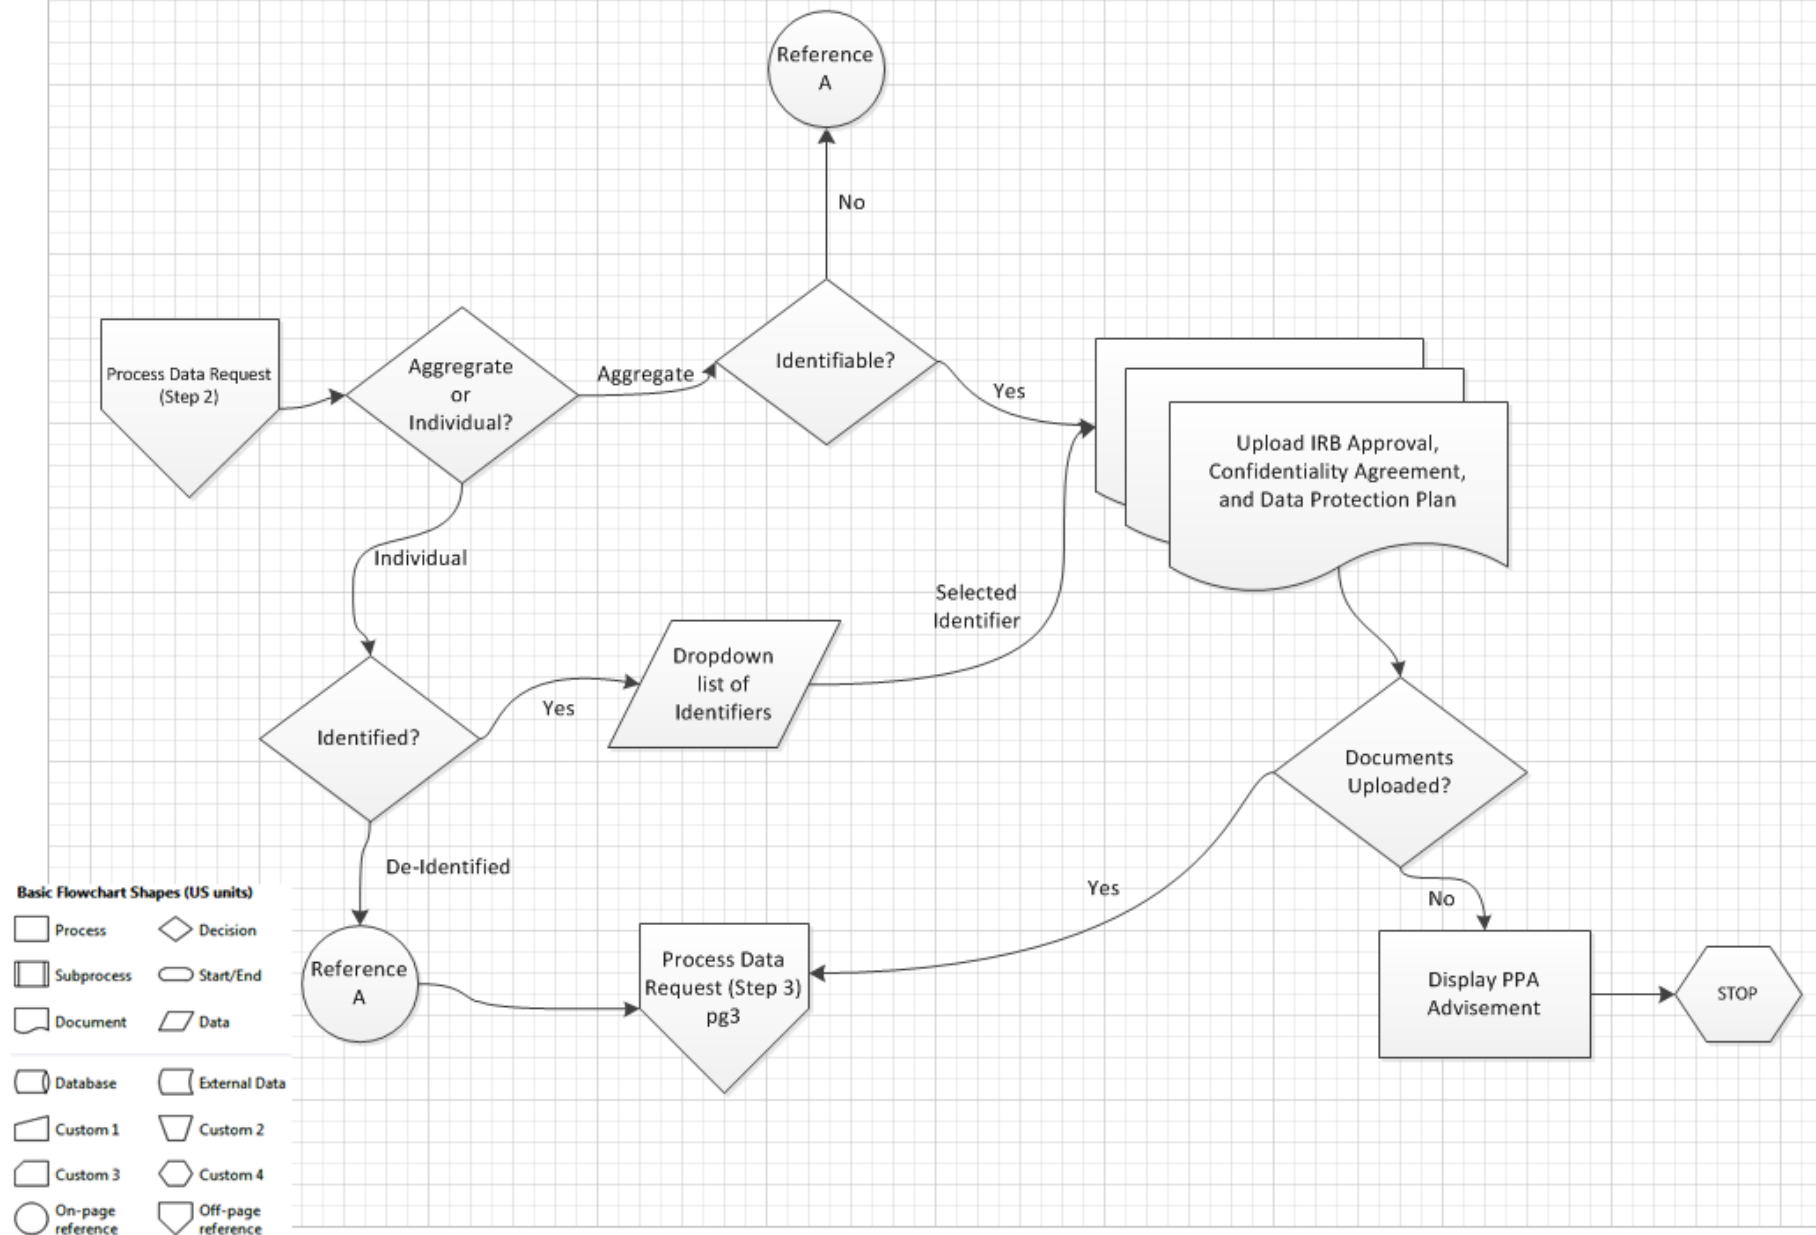 Reference
A
No
Process Data Request
(Step 2)
Aggregrate
or
Individual?
Aggregate
Identifiable?
Yes
Upload IRB Approval,
Confidentiality Agreement,
and Data Protection Plan
Individual
Selected
Identifier
Dropdown
list of
Identifiers
Yes
Identified?
Documents
Uploaded?
De-Identified
Yes
No
Reference
A
Process Data
Request (Step 3)
pg3
Display PPA
Advisement
STOP
Basic Flowchart Shapes (US units)
Process
Decision
Subprocess
Start/End
Document
Data
Database
External Data
Custom 1
Custom 2
Custom 3
Custom 4
On-page
reference
Off-page
reference